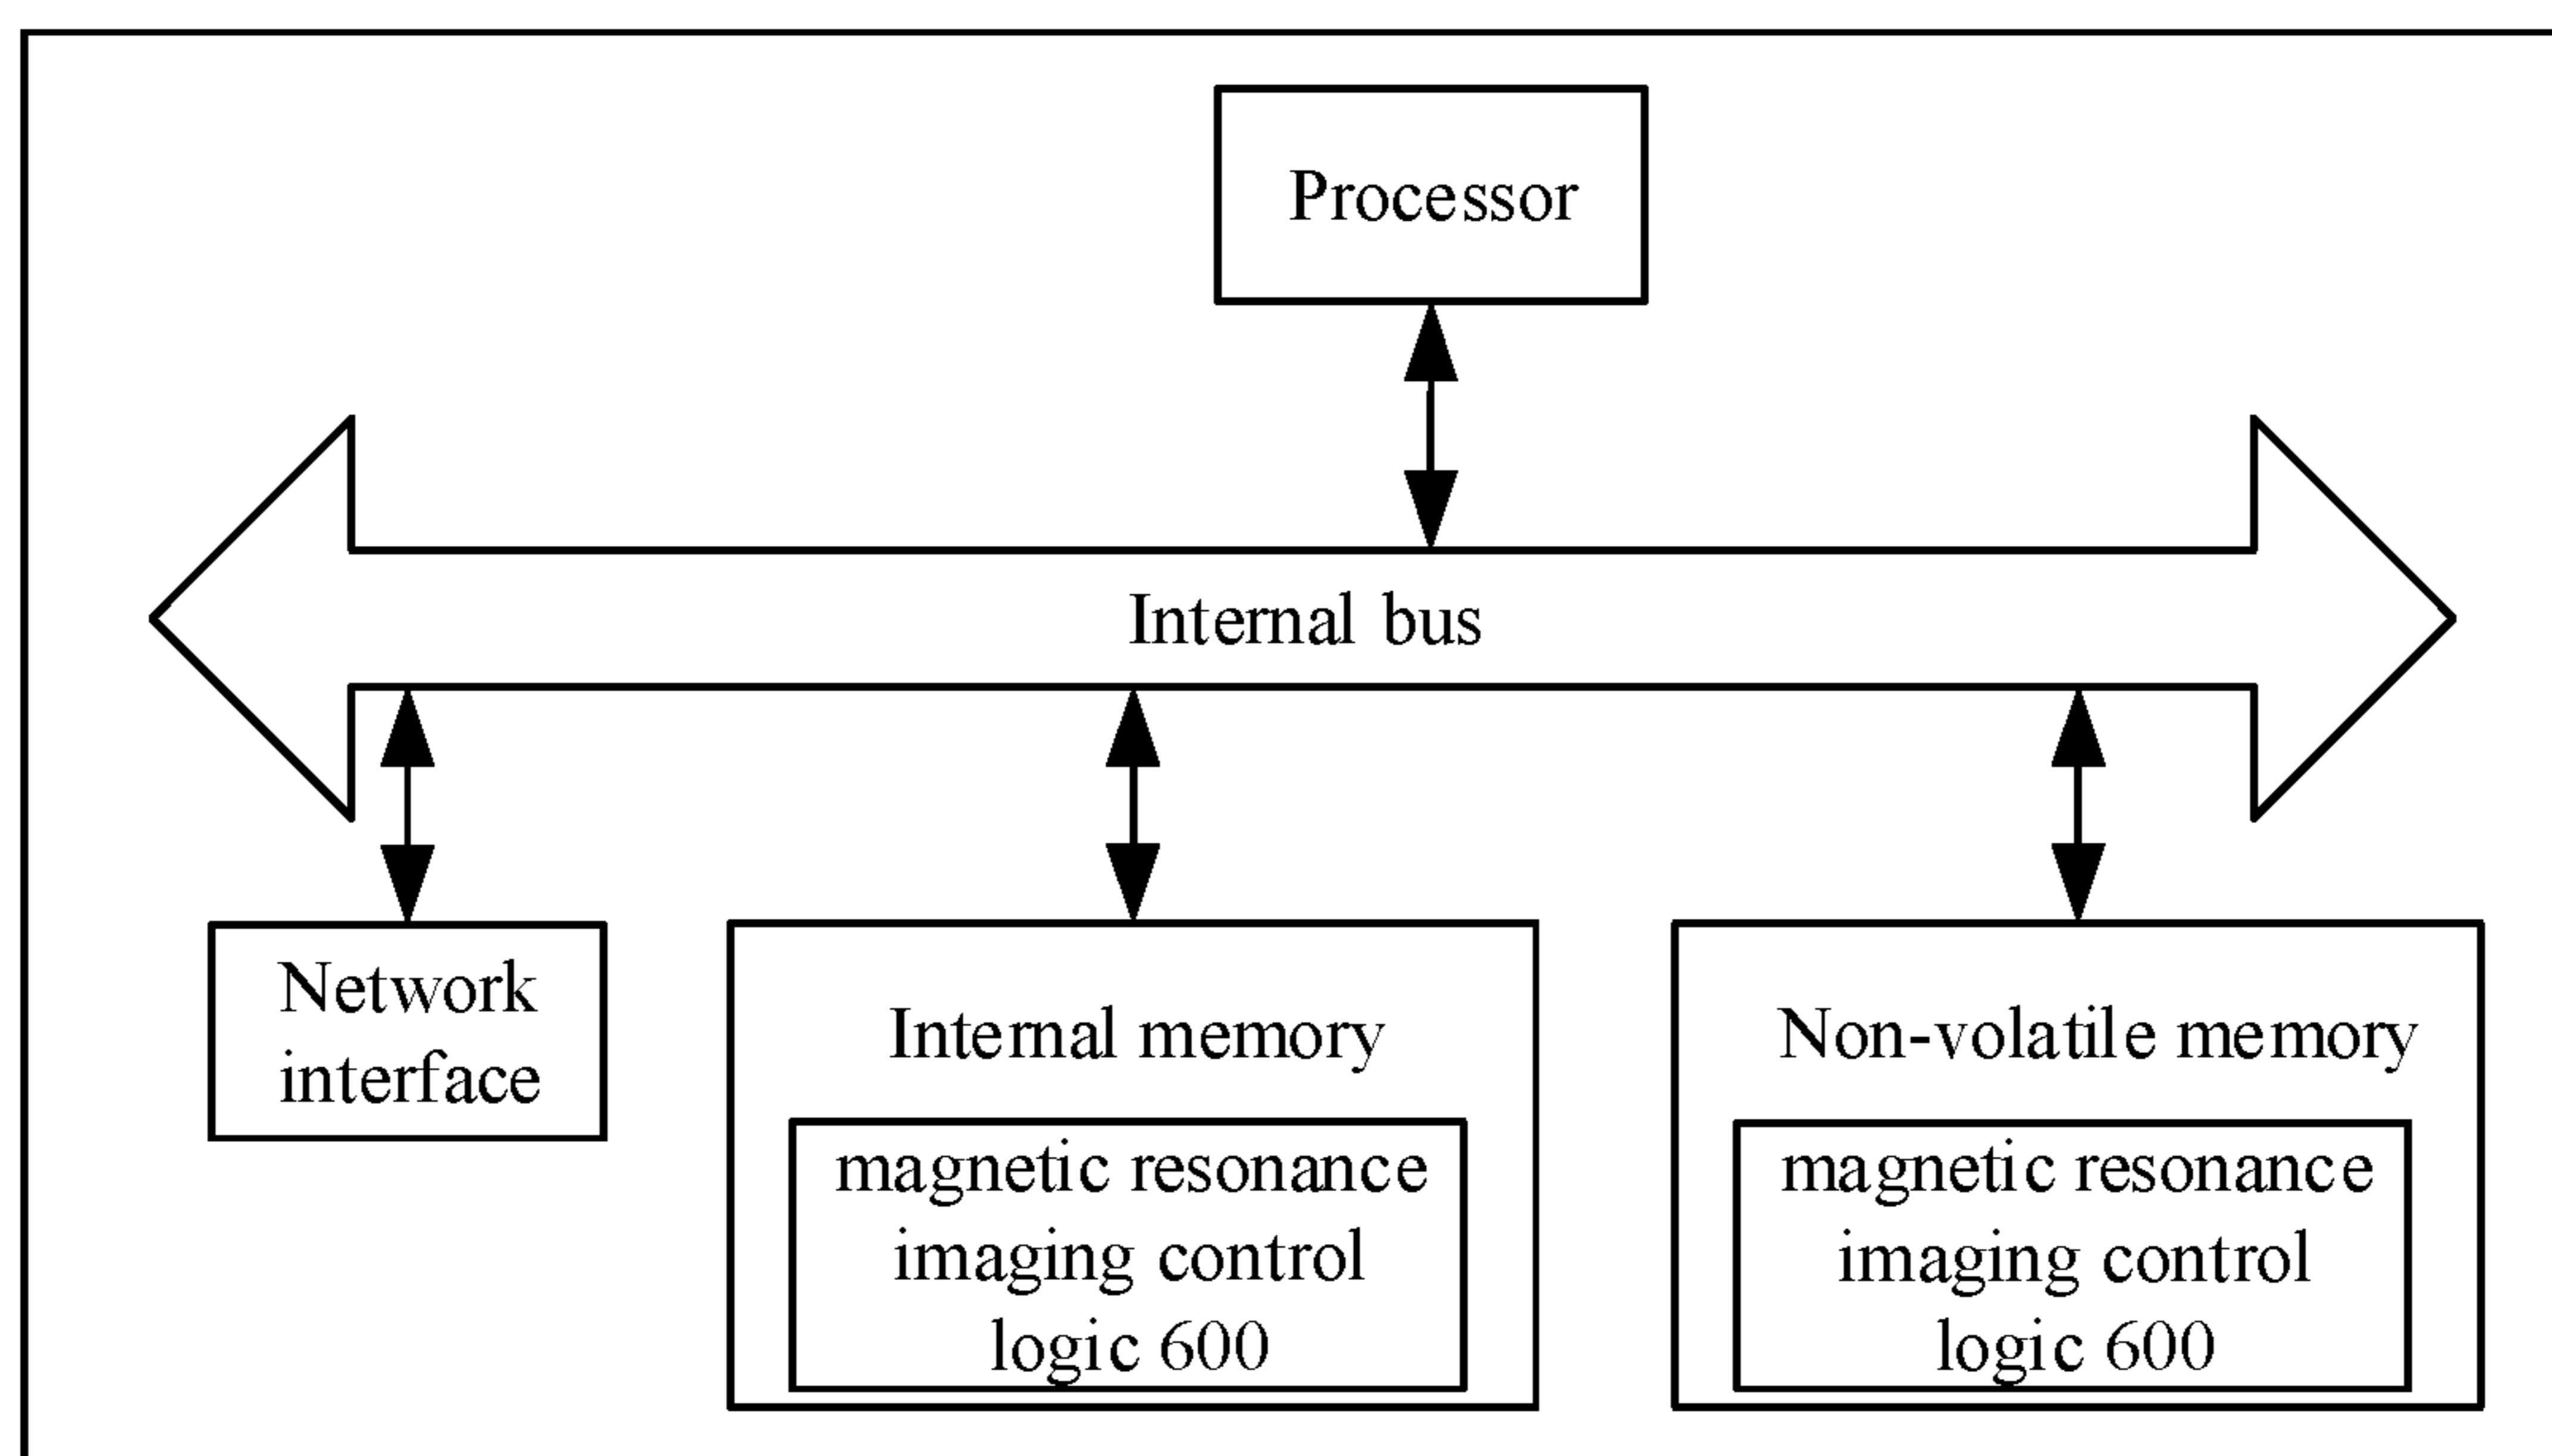 Processor
Internal bus
Network
interface
Internal memory
magnetic resonance
imaging control
logic 600
Non-volatile memory
magnetic resonance
imaging control
logic 600